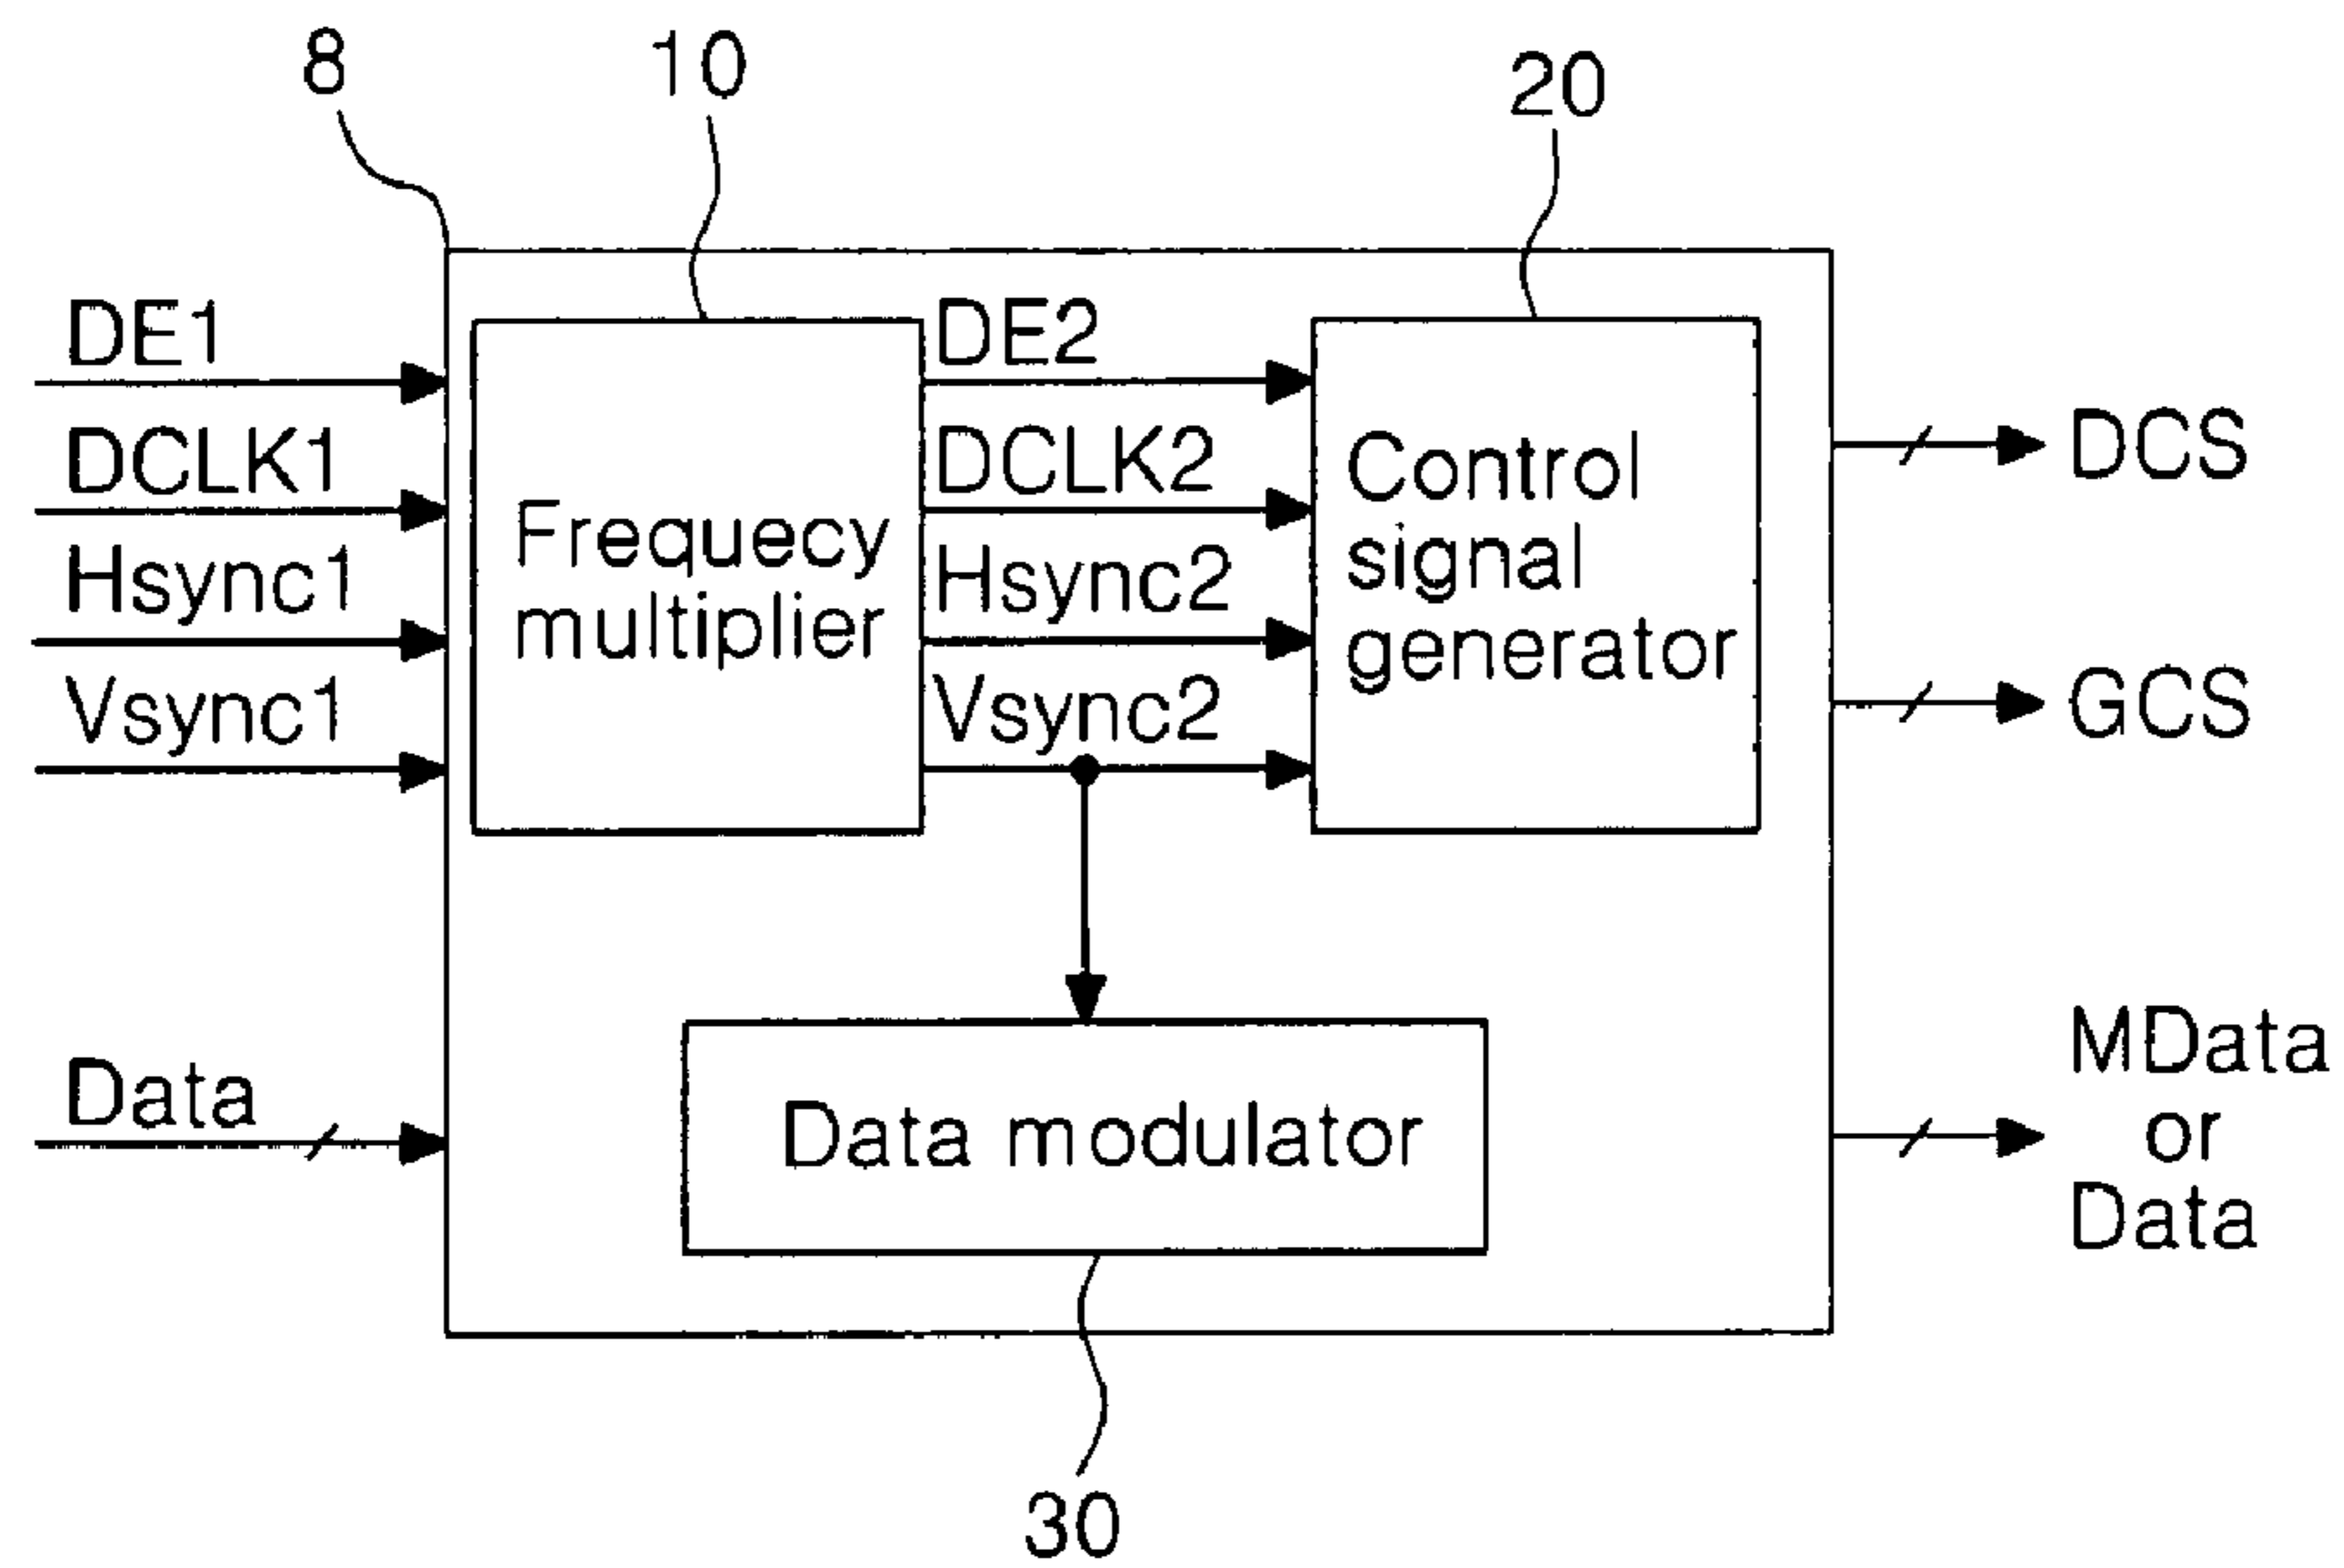 8
10
20
DE1
DCLK1
Hsync1
Vsync1
Data
Frequecy
multiplier
DE2
DCLK2
Hsync2
Vsync2
Control
signal
generator
Data modulator
DCS
GCS
MData
or
Data
30